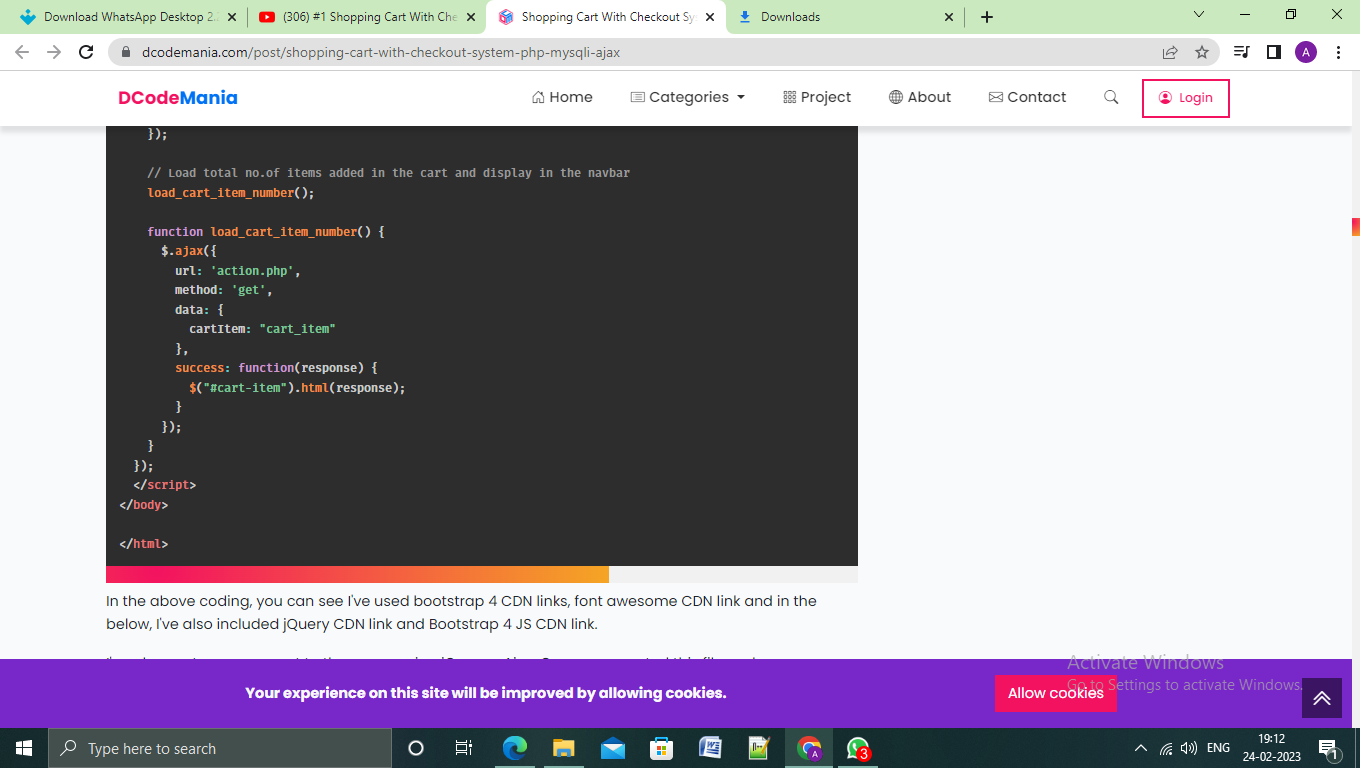 Download WhatsApp Desktop 2.
(306) #1 Shopping Cart With Che
Shopping Cart With Checkout Sy
Downloads
dcodemania.com/post/shopping-cart-with-checkout-system-php-mysqli-ajax
A
DCodeMania
Home
Categories
Project
About
Contact
Login
});
// Load total no.of items added in the cart and display in the navbar
load_cart_item_number();
function load_cart_item_number() {
$.ajax({
url: 'action.php',
method: 'get',
data: {
cartItem: "cart_item"
},
success: function(response) {
$("#cart-item").html(response);
}
});
}
});
</script>
</body>
</html>
In the above coding, you can see I've used bootstrap 4 CDN links, font awesome CDN link and in the
below, I've also included jQuery CDN link and Bootstrap 4 JS CDN link.
Your experience on this site will be improved by allowing cookies.
Allow cookies
Activate Windows
Go to Settings to activate Windows.
Type here to search
A
3
ENG
19:12
24-02-2023
1